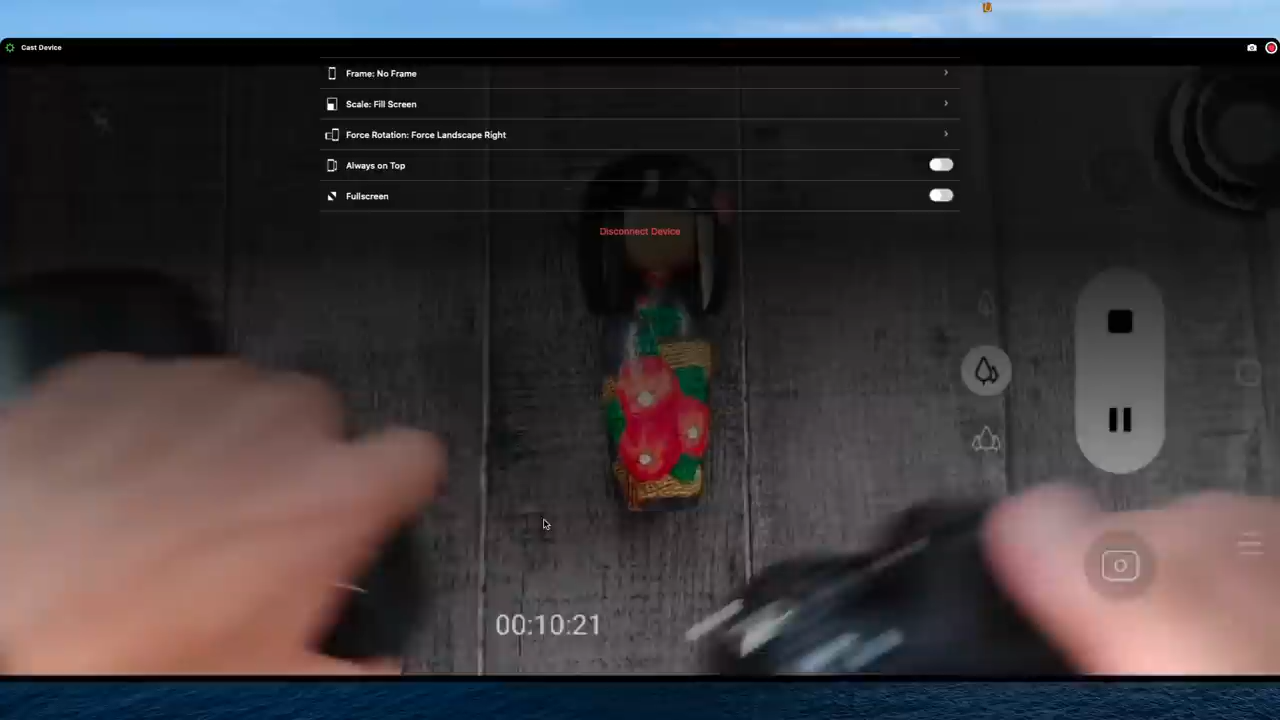 Cast Device
Frame: No Frame
Scale: Fill Screen
Force Rotation: Force Landscape Right
Always on Top
Fullscreen
Disconnect Device
00:10:21